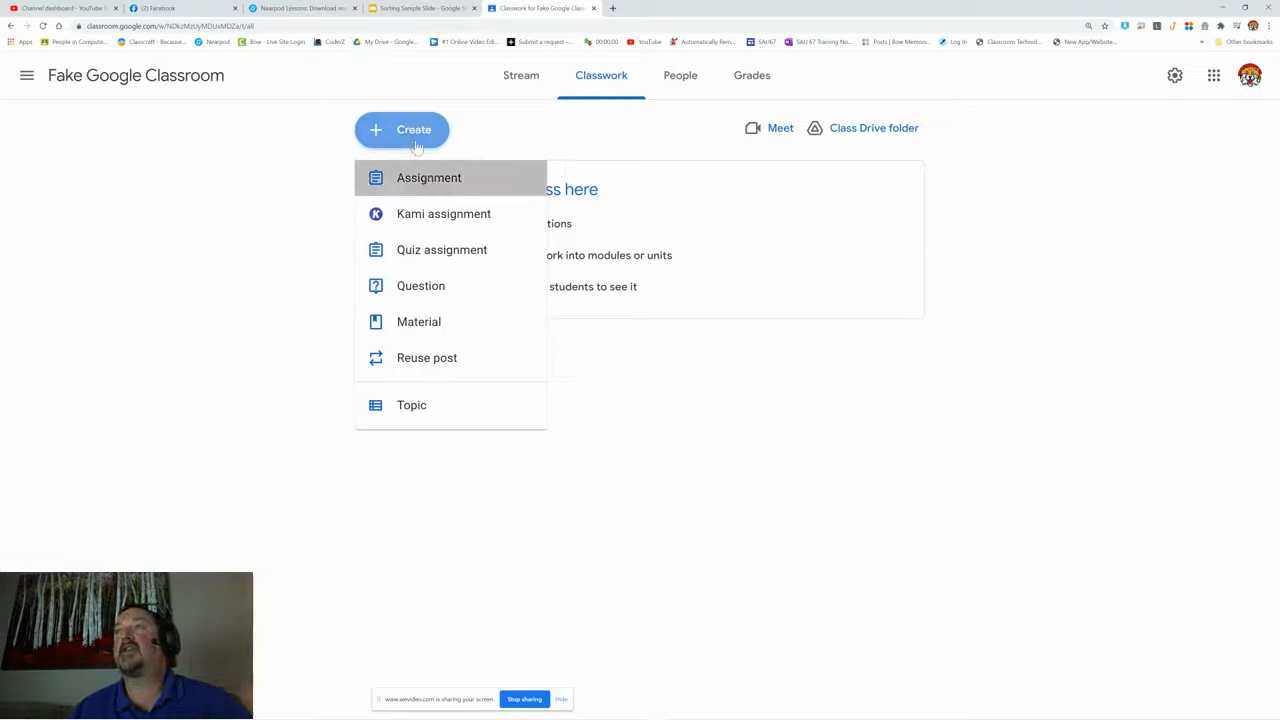 Channel dashboard - YouTube S
(2) Facebook
Nearpod Lessons: Download rea
Sorting Sample Slide - Google S
Classwork for Fake Google Class
classroom.google.com/w/NDkzMzUyMDUxMDZa/t/all
Apps
People in Compute...
Classcraft - Because...
Nearpod
Bow - Live Site Login
CoderZ
My Drive - Google...
#1 Online Video Edi...
Submit a request –...
00:00:00
YouTube
Automatically Rem...
SAU67
SAU 67 Training No...
Posts | Bow Memor...
Log In
Classroom Technol...
New App/Website...
»
Other bookmarks
Fake Google Classroom
Stream
Classwork
People
Grades
Create
Meet
Class Drive folder
Assignment
ss here
Kami assignment
tions
Quiz assignment
ork into modules or units
Question
students to see it
Material
Reuse post
Topic
www.wevideo.com is sharing your screen.
Stop sharing
Hide